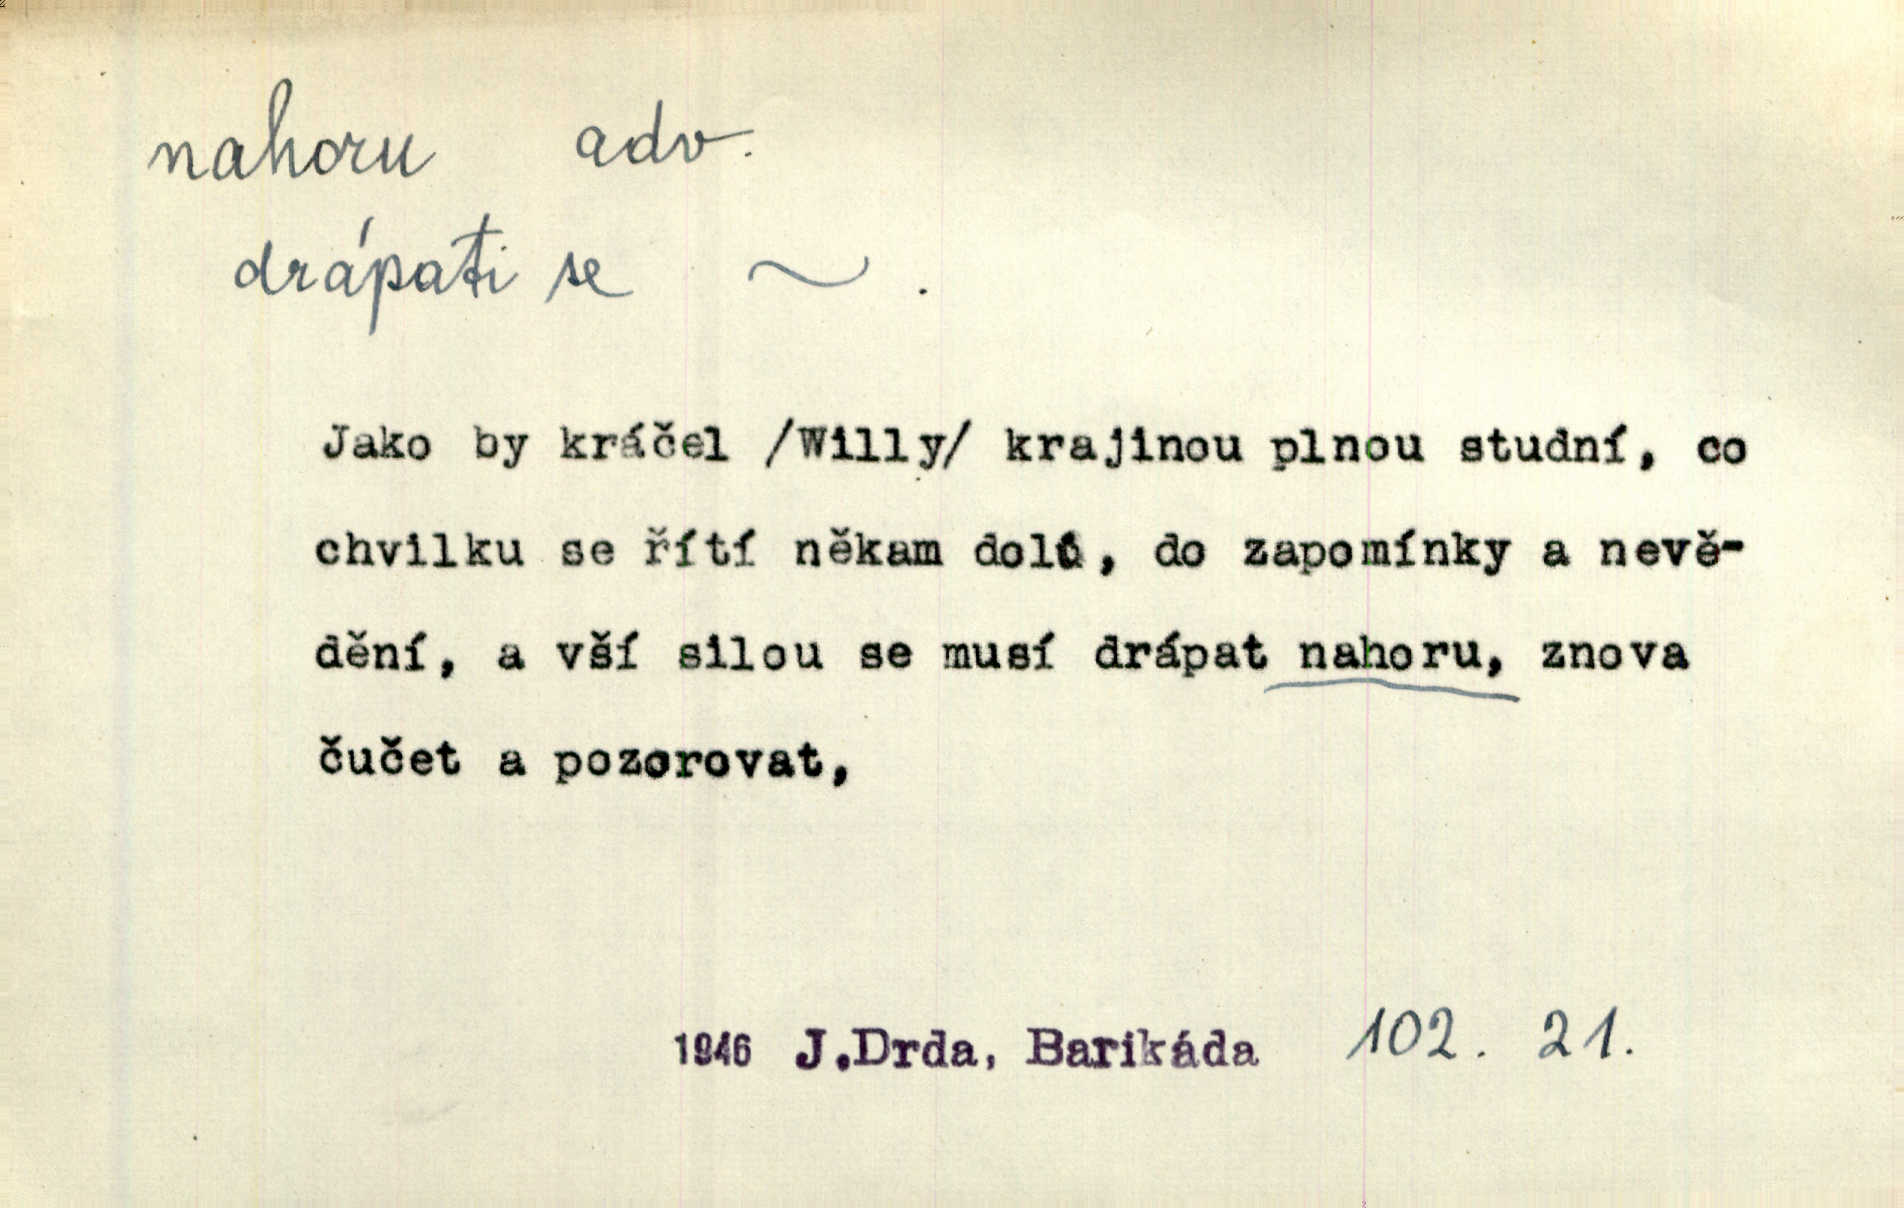 nahoru adv.
drápati se ~.
Jako by kráčel /Willy/ krajinou plnou studní, co
chvilku se řítí někam dolů, do zapomínky a nevě-
dění, a vší silou se musí drápat nahoru, znova
čučet a pozorovat,
1946 J.Drda, Barikáda 102. 21.